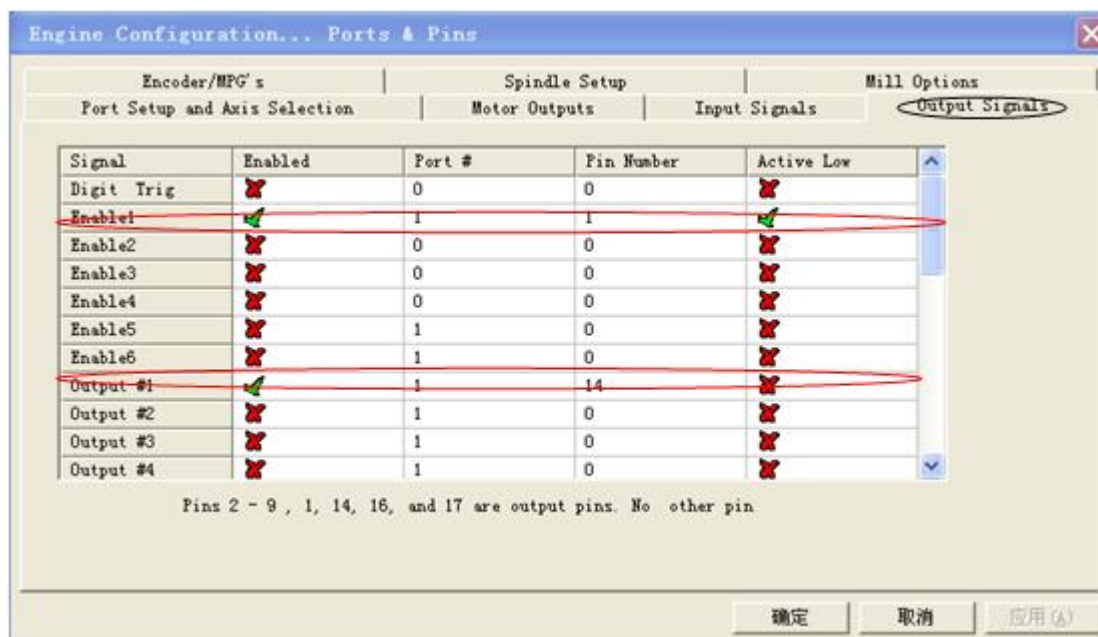 Engine Configuration... Ports & Pins
Encoder/MPG's Spindle Setup Mill Options
Port Setup and Axis Selection Motor Outputs Input Signals Output Signals
Signal Enabled Port # Pin Number Active Low
Digit Trig 0 0
Enable1 1 1
Enable2 0 0
Enable3 0 0
Enable4 0 0
Enable5 1 0
Enable6 1 0
Output #1 1 14
Output #2 1 0
Output #3 1 0
Output #4 1 0
Pins 2 - 9 , 1, 14, 16, and 17 are output pins. No other pin
确定 取消 应用(A)